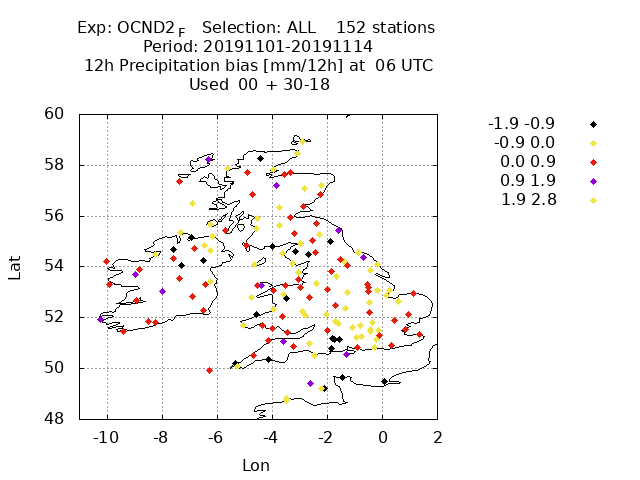 Exp: OCND2_F   Selection: ALL    152 stations
Period: 20191101-20191114
12h Precipitation bias [mm/12h] at  06 UTC
Used  00 + 30-18
-1.9 -0.9
-0.9 0.0
0.0 0.9
0.9 1.9
1.9 2.8
60
58
56
54
52
50
48
Lat
-10 -8 -6 -4 -2 0 2
Lon